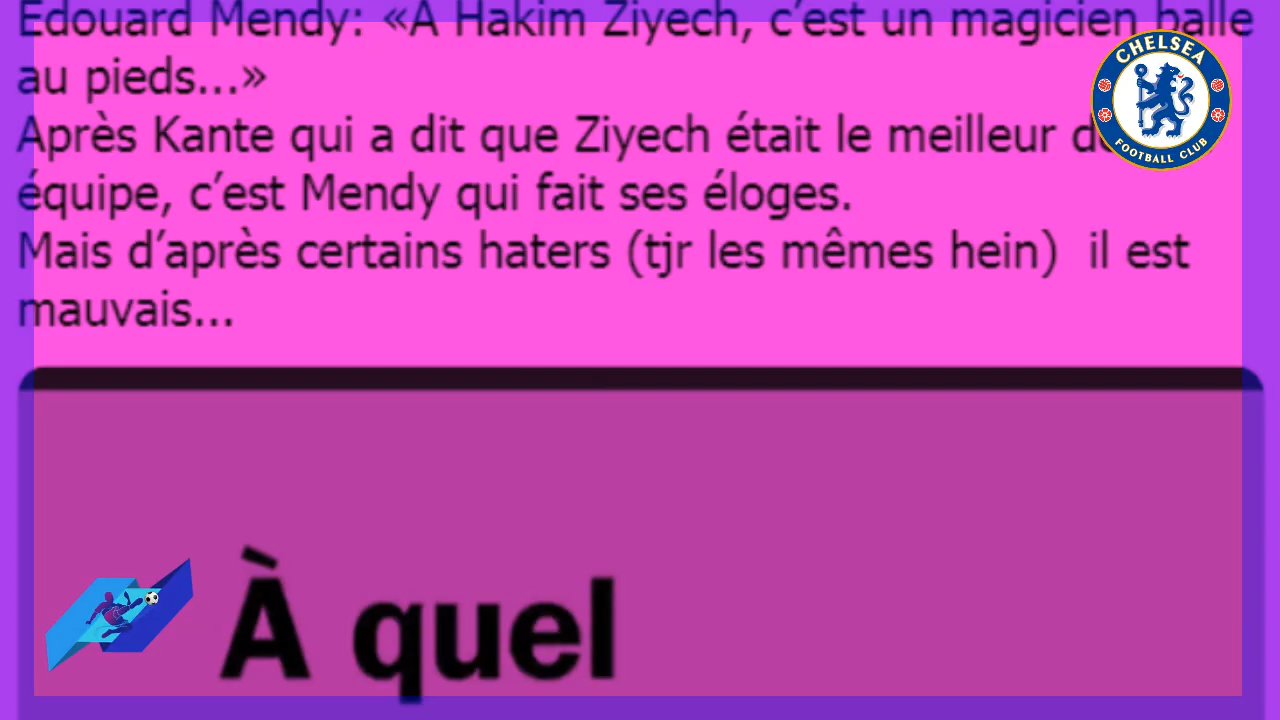 Edouard Mendy: «A Hakim Ziyech, c’est un magicien balle
au pieds...»
Après Kante qui a dit que Ziyech était le meilleur
équipe, c’est Mendy qui fait ses éloges.
Mais d’après certains haters (tjr les mêmes hein) il est
mauvais...
CHELSEA
FOOTBALL CLUB
À quel